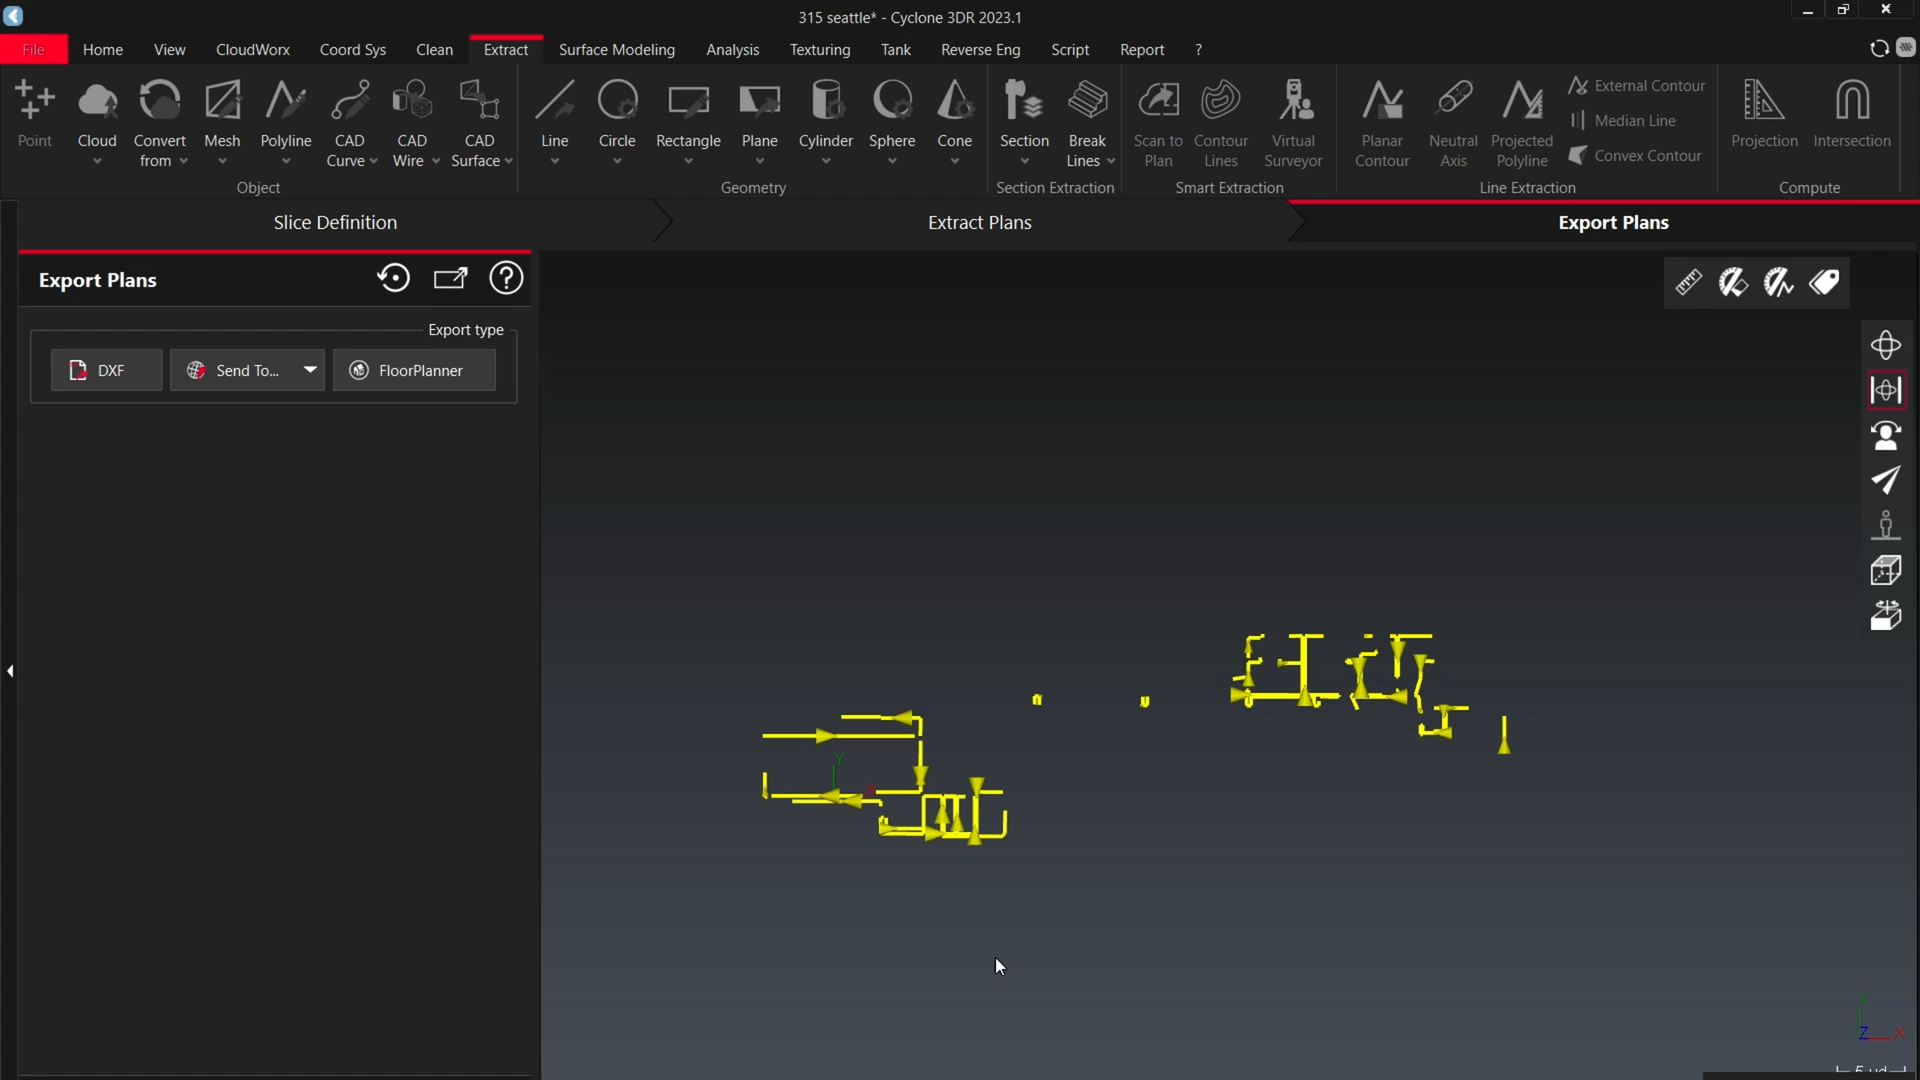 315 seattle* - Cyclone 3DR 2023.1
File Home View CloudWorx Coord Sys Clean Extract Surface Modeling Analysis Texturing Tank Reverse Eng Script Report ?
Point Cloud Convert from Mesh Polyline CAD Curve CAD Wire CAD Surface
Line Circle Rectangle Plane Cylinder Sphere Cone
Section Break Lines
Scan to Plan Contour Lines Virtual Surveyor
Planar Contour Neutral Axis Projected Polyline
External Contour
Median Line
Convex Contour
Projection Intersection
Object Geometry Section Extraction Smart Extraction Line Extraction Compute
Slice Definition Extract Plans Export Plans
Export Plans
Export type
DXF Send To... FloorPlanner
Y
X
Y
Z X